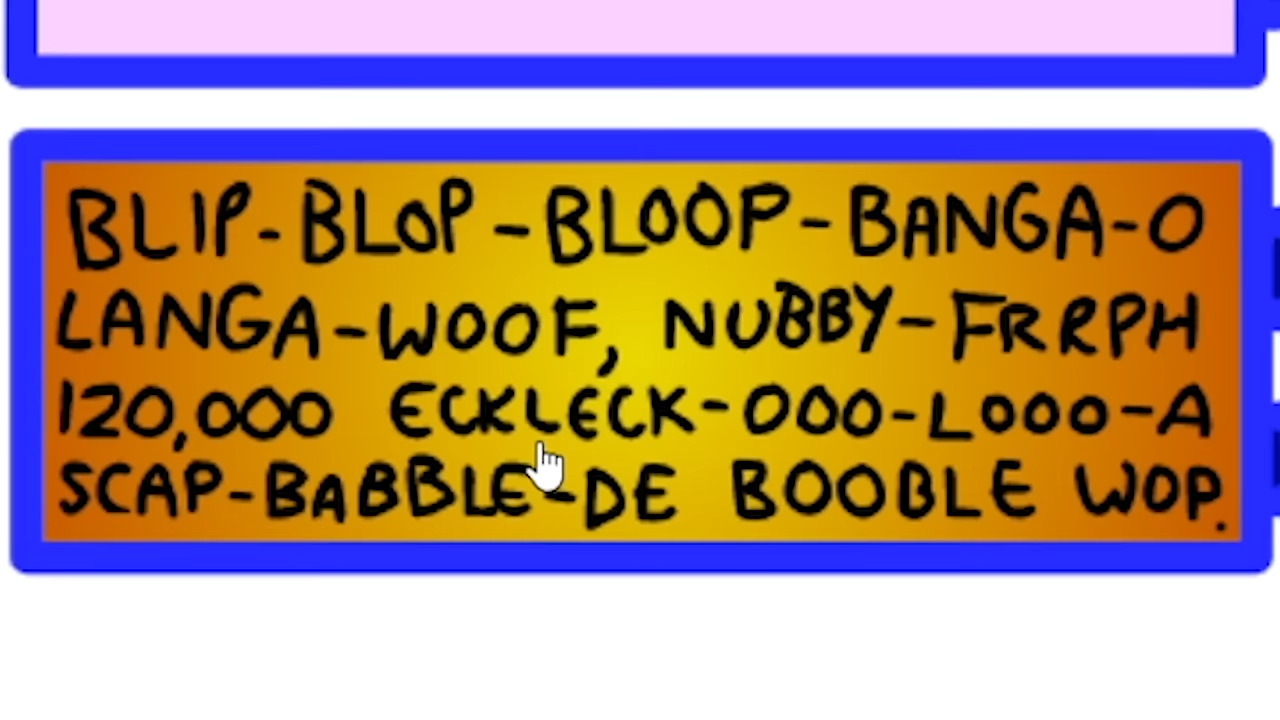 BLIP-BLOP-BLOOP-BANGA-O
LANGA-WOOF, NUBBY-FRRPH
120,000 ECKLECK-OOO-LOOO-A
SCAP-BABBLE-DE BOOBLE WOP.